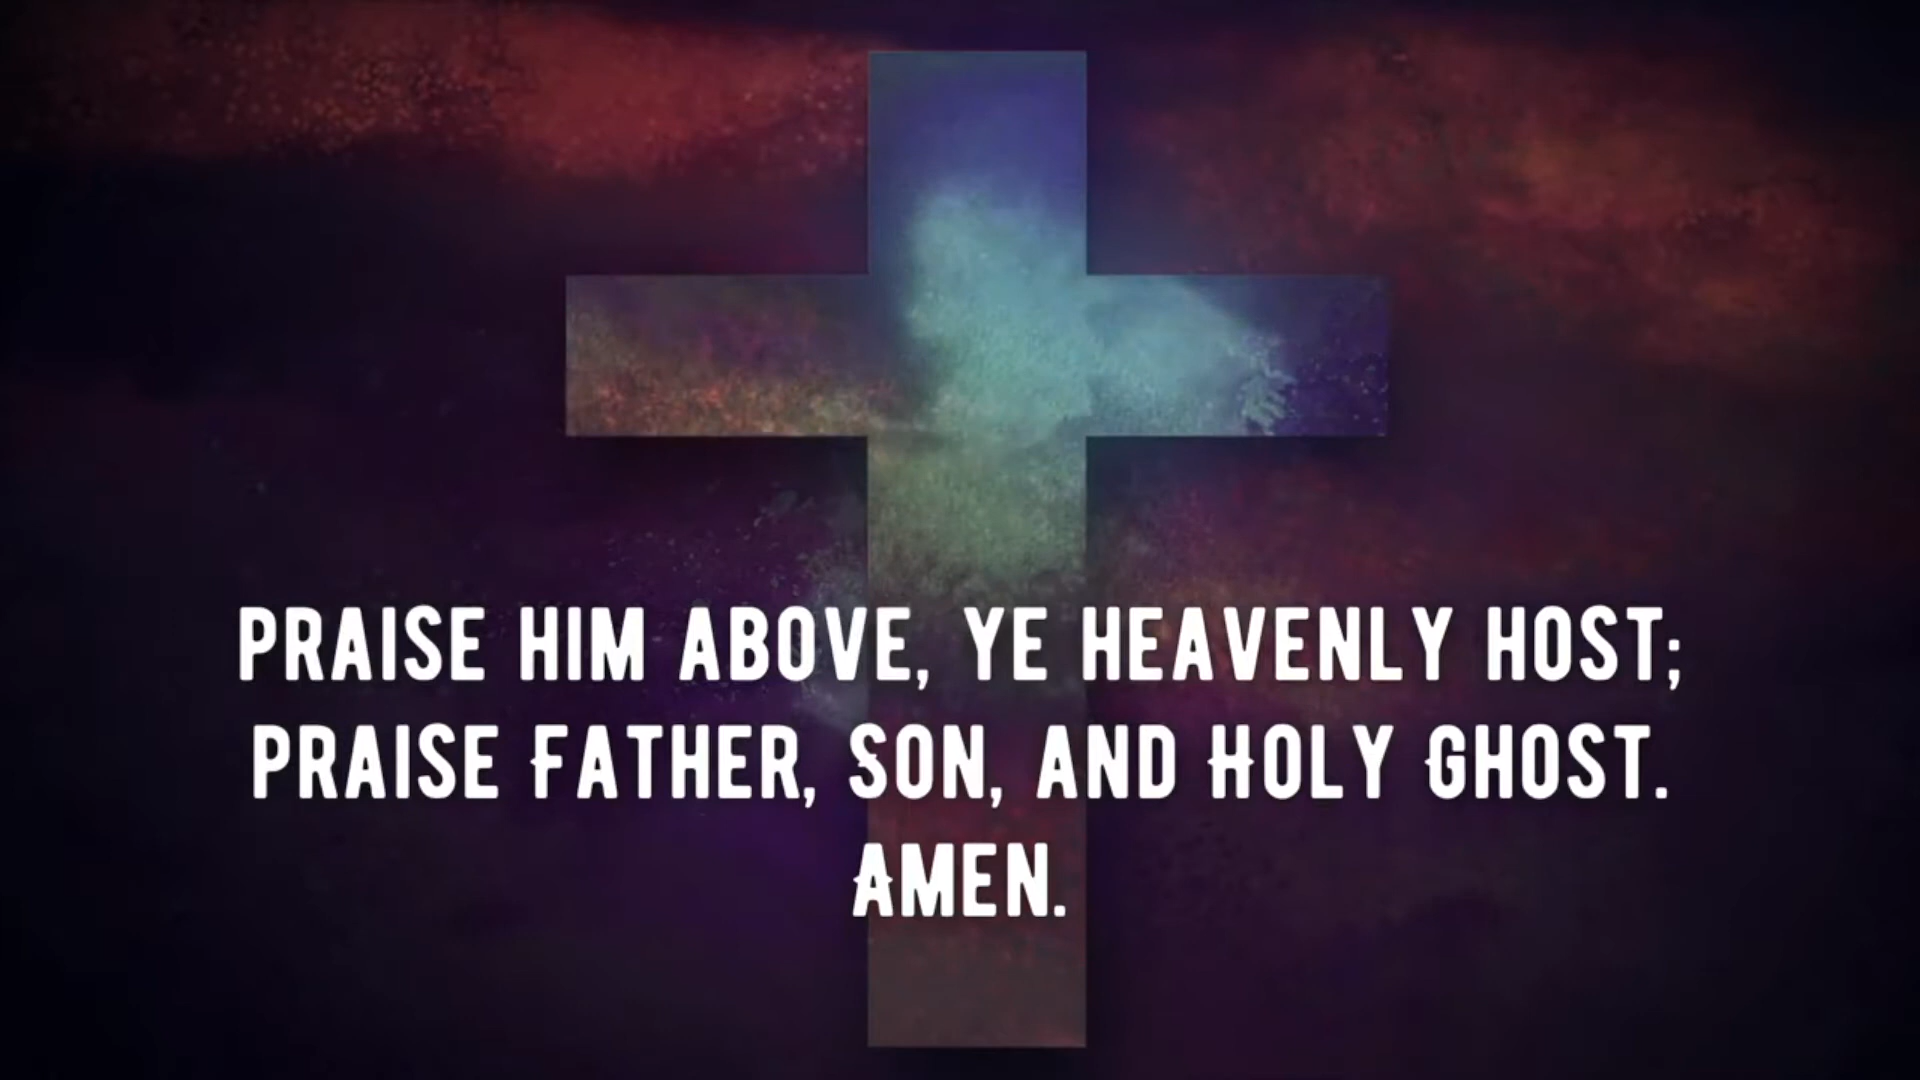 PRAISE HIM ABOVE, YE HEAVENLY HOST;
PRAISE FATHER, SON, AND HOLY GHOST.
AMEN.